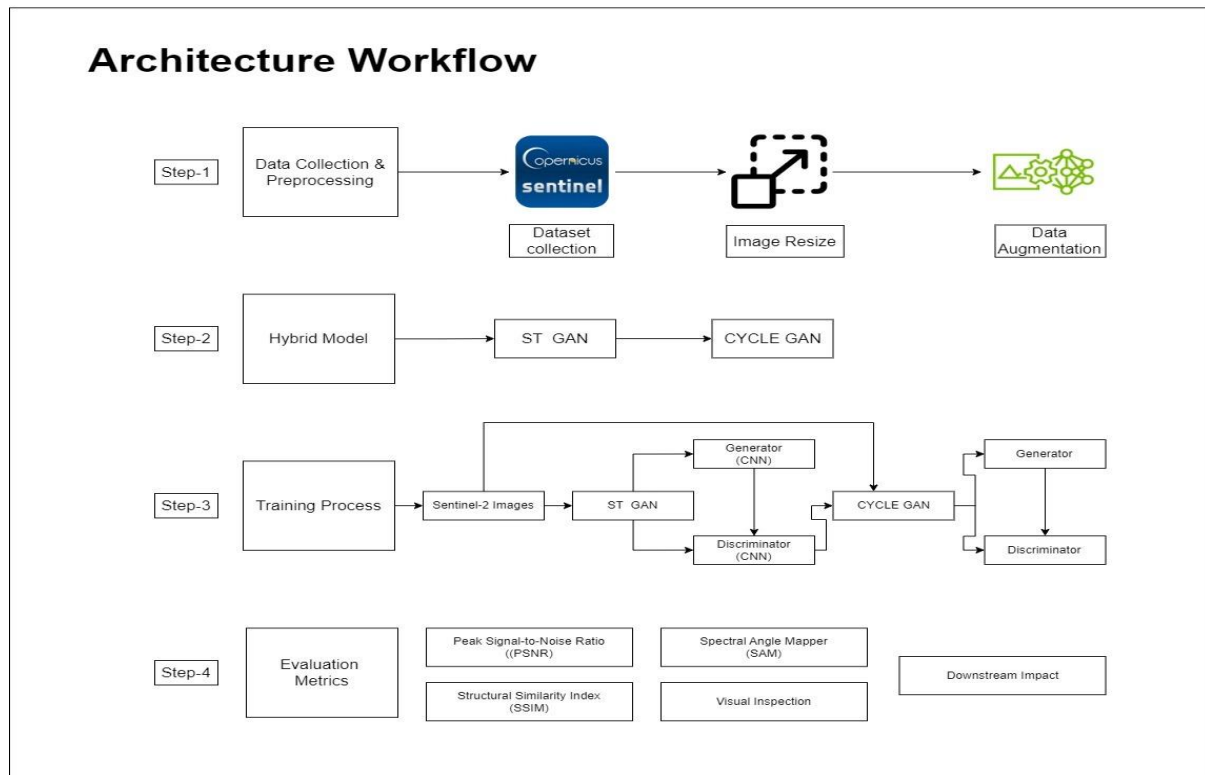 Architecture Workflow
Step-1
Data Collection &
Preprocessing
Copernicus
sentinel
Dataset
collection
Image Resize
Data
Augmentation
Step-2
Hybrid Model
ST GAN
CYCLE GAN
Step-3
Training Process
Sentinel-2 Images
ST GAN
Generator
(CNN)
Discriminator
(CNN)
CYCLE GAN
Generator
Discriminator
Step-4
Evaluation
Metrics
Peak Signal-to-Noise Ratio
((PSNR)
Structural Similarity Index
(SSIM)
Spectral Angle Mapper
(SAM)
Visual Inspection
Downstream Impact